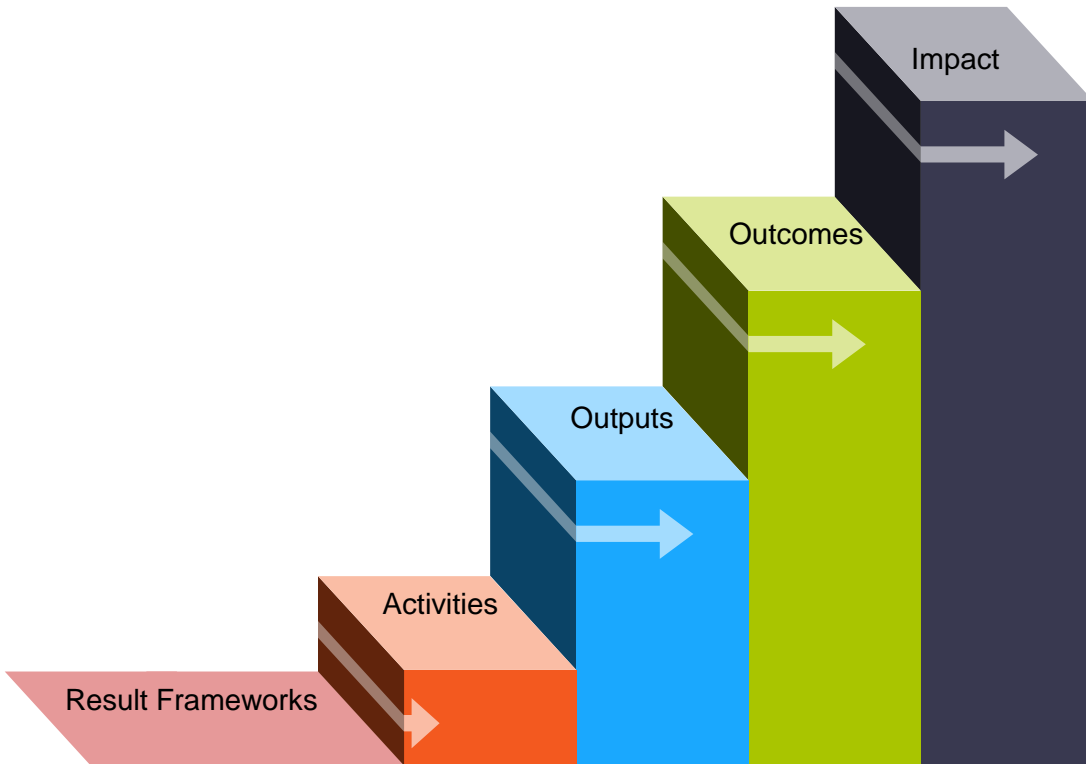 Impact
Outcomes
Outputs
Activities
Result Frameworks